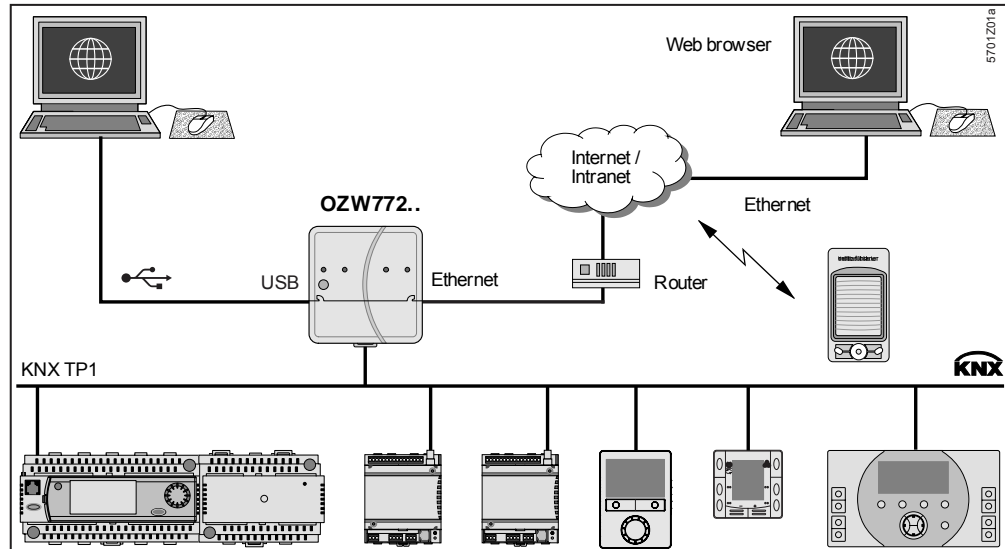 5701Z01a
Web browser
Internet /
Intranet
OZW772..
Ethernet
USB
Ethernet
Router
KNX TP1
KNX